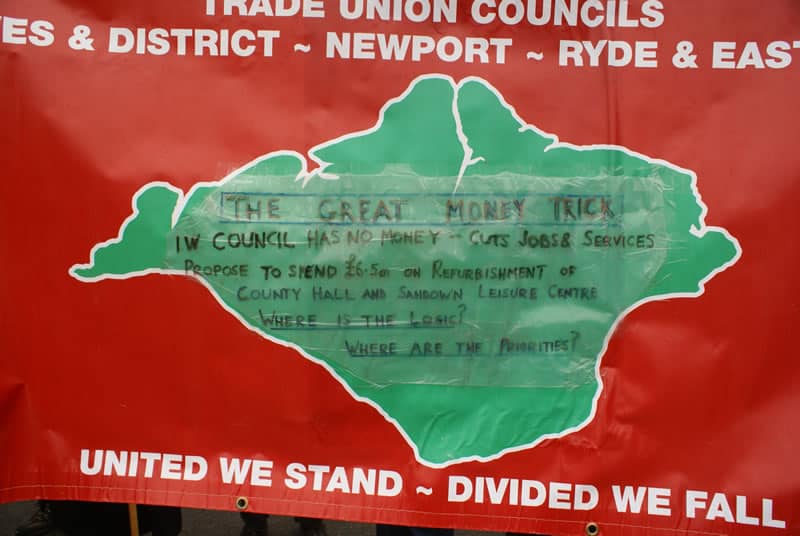 TRADE UNION COUNCILS
ES & DISTRICT ~ NEWPORT ~ RYDE & EAST
THE GREAT MONEY TRICK
IW COUNCIL HAS NO MONEY - CUTS JOBS & SERVICES
PROPOSE TO SPEND £6.5m ON REFURBISHMENT OF
COUNTY HALL AND SANDOWN LEISURE CENTRE
WHERE IS THE LOGIC?
WHERE ARE THE PRIORITIES?
UNITED WE STAND ~ DIVIDED WE FALL